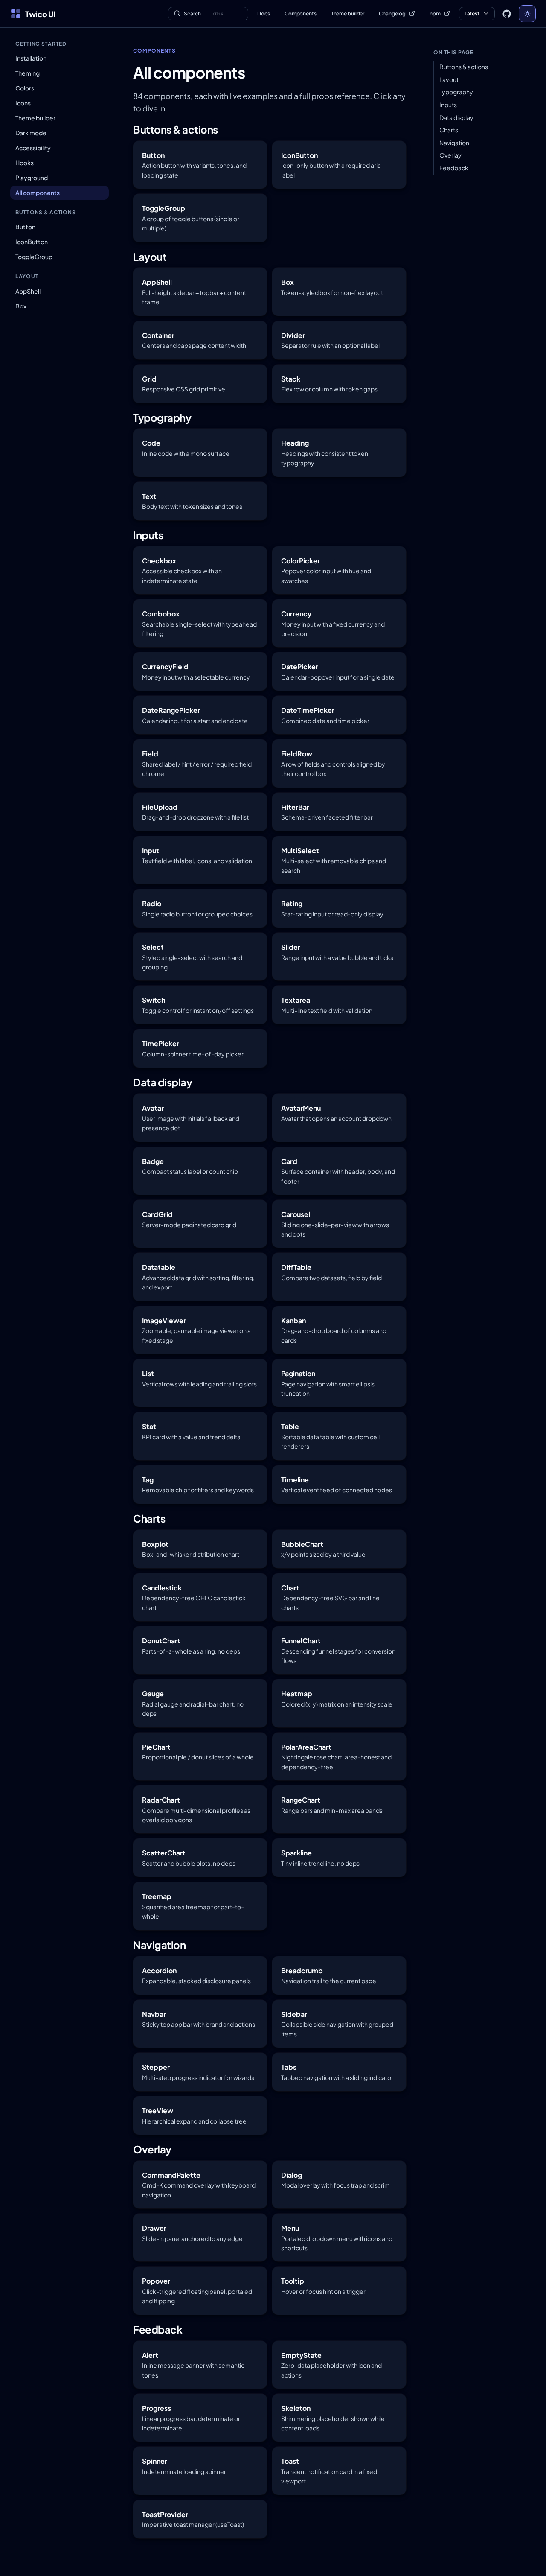 Twico UI
Search...
Ctrl K
Docs
Components
Theme builder
Changelog
npm
Latest
GETTING STARTED
Installation
Theming
Colors
Icons
Theme builder
Dark mode
Accessibility
Hooks
Playground
All components
BUTTONS & ACTIONS
Button
IconButton
ToggleGroup
LAYOUT
AppShell
Box
COMPONENTS
All components
84 components, each with live examples and a full props reference. Click any
to dive in.
Buttons & actions
Button
Action button with variants, tones, and
loading state
IconButton
Icon-only button with a required aria-
label
ToggleGroup
A group of toggle buttons (single or
multiple)
Layout
AppShell
Full-height sidebar + topbar + content
frame
Box
Token-styled box for non-flex layout
Container
Centers and caps page content width
Divider
Separator rule with an optional label
Grid
Responsive CSS grid primitive
Stack
Flex row or column with token gaps
Typography
Code
Inline code with a mono surface
Heading
Headings with consistent token
typography
Text
Body text with token sizes and tones
Inputs
Checkbox
Accessible checkbox with an
indeterminate state
ColorPicker
Popover color input with hue and
swatches
Combobox
Searchable single-select with typeahead
filtering
Currency
Money input with a fixed currency and
precision
CurrencyField
Money input with a selectable currency
DatePicker
Calendar-popover input for a single date
DateRangePicker
Calendar input for a start and end date
DateTimePicker
Combined date and time picker
Field
Shared label / hint / error / required field
chrome
FieldRow
A row of fields and controls aligned by
their control box
FileUpload
Drag-and-drop dropzone with a file list
FilterBar
Schema-driven faceted filter bar
Input
Text field with label, icons, and validation
MultiSelect
Multi-select with removable chips and
search
Radio
Single radio button for grouped choices
Rating
Star-rating input or read-only display
Select
Styled single-select with search and
grouping
Slider
Range input with a value bubble and ticks
Switch
Toggle control for instant on/off settings
Textarea
Multi-line text field with validation
TimePicker
Column-spinner time-of-day picker
Data display
Avatar
User image with initials fallback and
presence dot
AvatarMenu
Avatar that opens an account dropdown
Badge
Compact status label or count chip
Card
Surface container with header, body, and
footer
CardGrid
Server-mode paginated card grid
Carousel
Sliding one-slide-per-view with arrows
and dots
Datatable
Advanced data grid with sorting, filtering,
and export
DiffTable
Compare two datasets, field by field
ImageViewer
Zoomable, pannable image viewer on a
fixed stage
Kanban
Drag-and-drop board of columns and
cards
List
Vertical rows with leading and trailing slots
Pagination
Page navigation with smart ellipsis
truncation
Stat
KPI card with a value and trend delta
Table
Sortable data table with custom cell
renderers
Tag
Removable chip for filters and keywords
Timeline
Vertical event feed of connected nodes
Charts
Boxplot
Box-and-whisker distribution chart
BubbleChart
x/y points sized by a third value
Candlestick
Dependency-free OHLC candlestick
chart
Chart
Dependency-free SVG bar and line
charts
DonutChart
Parts-of-a-whole as a ring, no deps
FunnelChart
Descending funnel stages for conversion
flows
Gauge
Radial gauge and radial-bar chart, no
deps
Heatmap
Colored (x, y) matrix on an intensity scale
PieChart
Proportional pie / donut slices of a whole
PolarAreaChart
Nightingale rose chart, area-honest and
dependency-free
RadarChart
Compare multi-dimensional profiles as
overlaid polygons
RangeChart
Range bars and min-max area bands
ScatterChart
Scatter and bubble plots, no deps
Sparkline
Tiny inline trend line, no deps
Treemap
Squarified area treemap for part-to-
whole
Navigation
Accordion
Expandable, stacked disclosure panels
Breadcrumb
Navigation trail to the current page
Navbar
Sticky top app bar with brand and actions
Sidebar
Collapsible side navigation with grouped
items
Stepper
Multi-step progress indicator for wizards
Tabs
Tabbed navigation with a sliding indicator
TreeView
Hierarchical expand and collapse tree
Overlay
CommandPalette
Cmd-K command overlay with keyboard
navigation
Dialog
Modal overlay with focus trap and scrim
Drawer
Slide-in panel anchored to any edge
Menu
Portaled dropdown menu with icons and
shortcuts
Popover
Click-triggered floating panel, portaled
and flipping
Tooltip
Hover or focus hint on a trigger
Feedback
Alert
Inline message banner with semantic
tones
EmptyState
Zero-data placeholder with icon and
actions
Progress
Linear progress bar, determinate or
indeterminate
Skeleton
Shimmering placeholder shown while
content loads
Spinner
Indeterminate loading spinner
Toast
Transient notification card in a fixed
viewport
ToastProvider
Imperative toast manager (useToast)
ON THIS PAGE
Buttons & actions
Layout
Typography
Inputs
Data display
Charts
Navigation
Overlay
Feedback